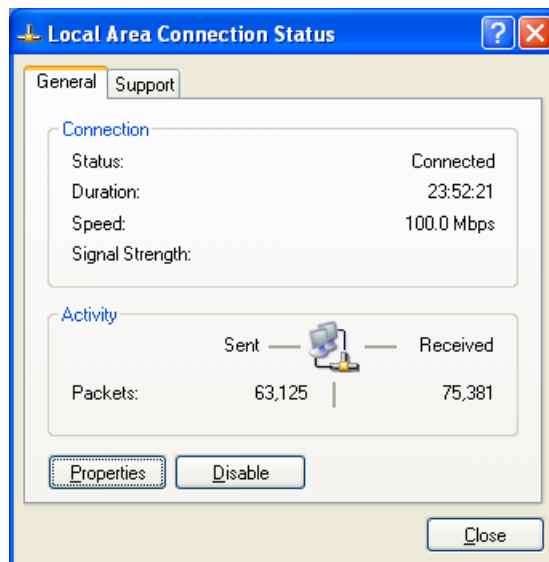 Local Area Connection Status
General Support
Connection
Status: Connected
Duration: 23:52:21
Speed: 100.0 Mbps
Signal Strength:
Activity
Sent Received
Packets: 63,125 75,381
Properties Disable
Close